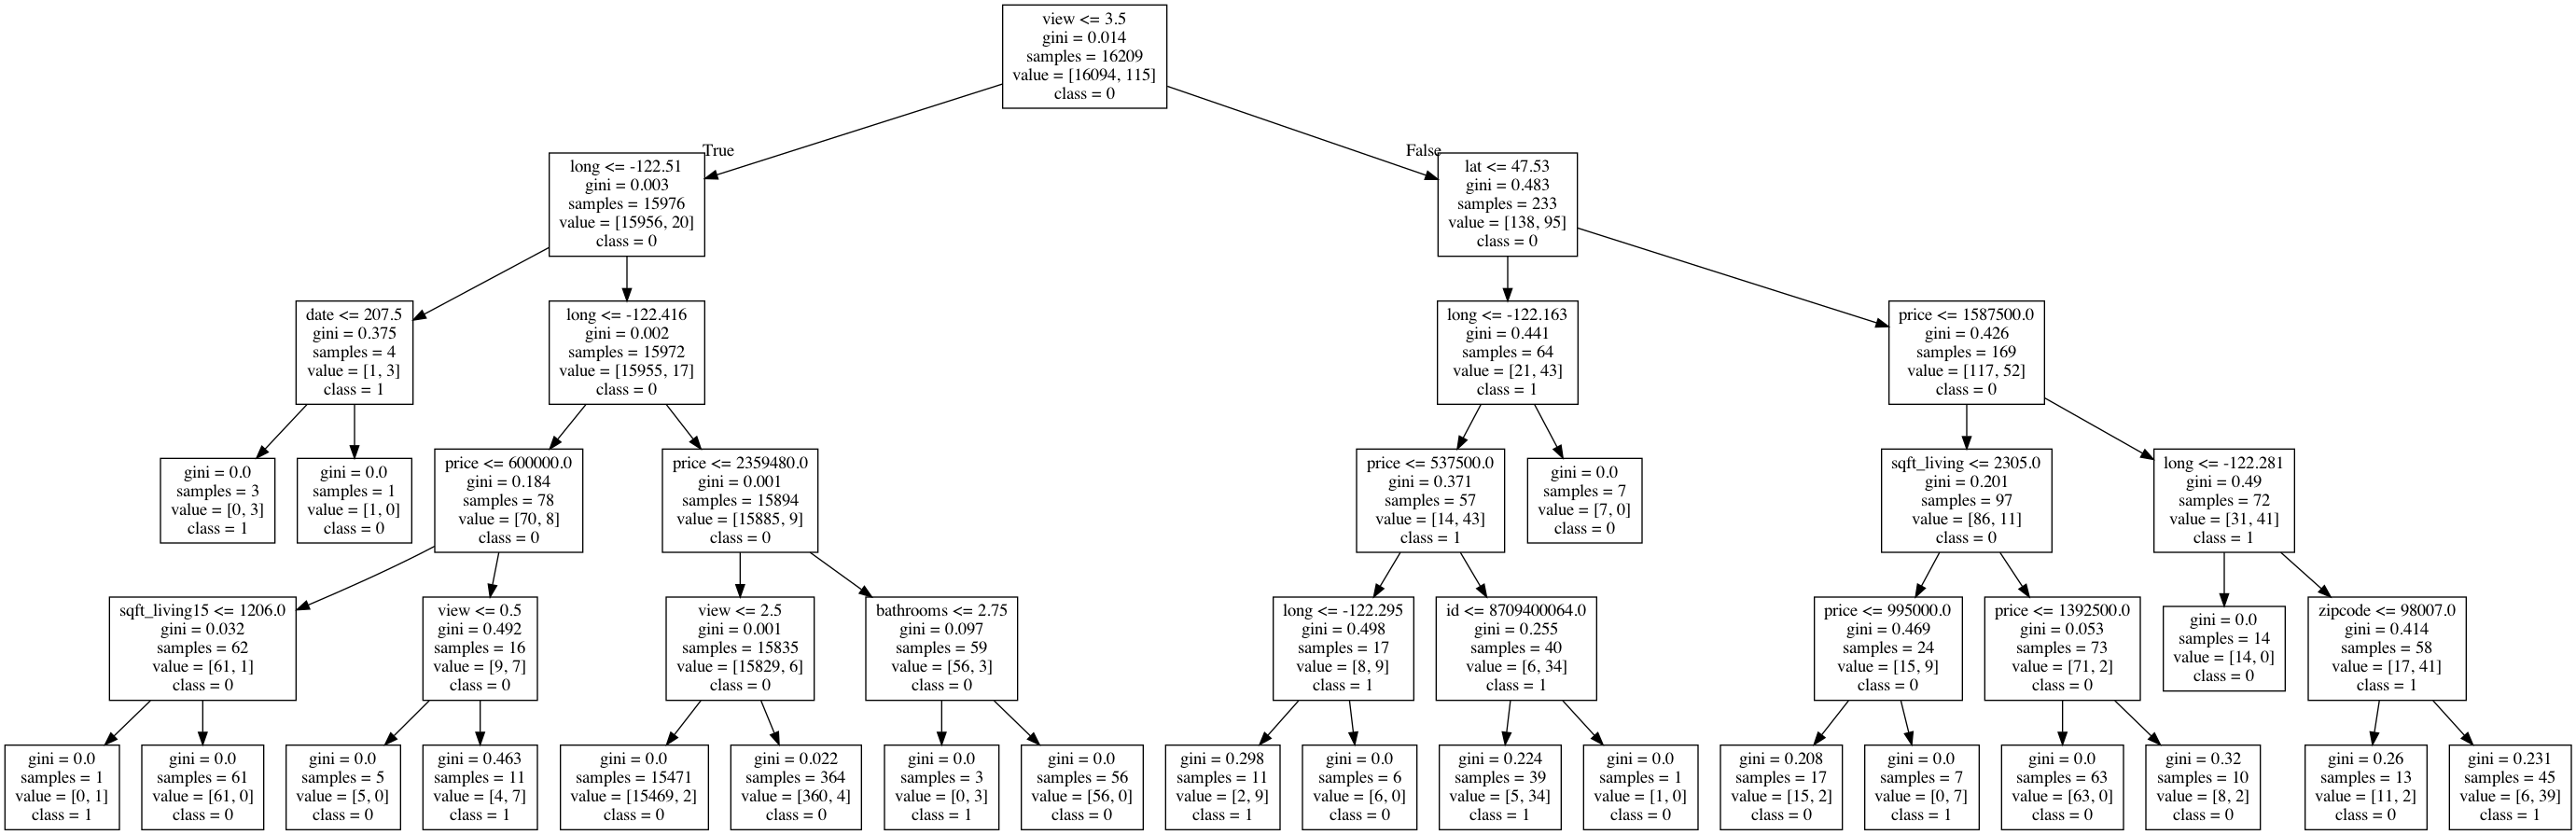 view <= 3.5
gini = 0.014
samples = 16209
value = [16094, 115]
class = 0
True
False
long <= -122.51
gini = 0.003
samples = 15976
value = [15956, 20]
class = 0
lat <= 47.53
gini = 0.483
samples = 233
value = [138, 95]
class = 0
date <= 207.5
gini = 0.375
samples = 4
value = [1, 3]
class = 1
long <= -122.416
gini = 0.002
samples = 15972
value = [15955, 17]
class = 0
long <= -122.163
gini = 0.441
samples = 64
value = [21, 43]
class = 1
price <= 1587500.0
gini = 0.426
samples = 169
value = [117, 52]
class = 0
gini = 0.0
samples = 3
value = [0, 3]
class = 1
gini = 0.0
samples = 1
value = [1, 0]
class = 0
price <= 600000.0
gini = 0.184
samples = 78
value = [70, 8]
class = 0
price <= 2359480.0
gini = 0.001
samples = 15894
value = [15885, 9]
class = 0
price <= 537500.0
gini = 0.371
samples = 57
value = [14, 43]
class = 1
gini = 0.0
samples = 7
value = [7, 0]
class = 0
sqft_living <= 2305.0
gini = 0.201
samples = 97
value = [86, 11]
class = 0
long <= -122.281
gini = 0.49
samples = 72
value = [31, 41]
class = 1
sqft_living15 <= 1206.0
gini = 0.032
samples = 62
value = [61, 1]
class = 0
view <= 0.5
gini = 0.492
samples = 16
value = [9, 7]
class = 0
view <= 2.5
gini = 0.001
samples = 15835
value = [15829, 6]
class = 0
bathrooms <= 2.75
gini = 0.097
samples = 59
value = [56, 3]
class = 0
long <= -122.295
gini = 0.498
samples = 17
value = [8, 9]
class = 1
id <= 8709400064.0
gini = 0.255
samples = 40
value = [6, 34]
class = 1
price <= 995000.0
gini = 0.469
samples = 24
value = [15, 9]
class = 0
price <= 1392500.0
gini = 0.053
samples = 73
value = [71, 2]
class = 0
gini = 0.0
samples = 14
value = [14, 0]
class = 0
zipcode <= 98007.0
gini = 0.414
samples = 58
value = [17, 41]
class = 1
gini = 0.0
samples = 1
value = [0, 1]
class = 1
gini = 0.0
samples = 61
value = [61, 0]
class = 0
gini = 0.0
samples = 5
value = [5, 0]
class = 0
gini = 0.463
samples = 11
value = [4, 7]
class = 1
gini = 0.0
samples = 15471
value = [15469, 2]
class = 0
gini = 0.022
samples = 364
value = [360, 4]
class = 0
gini = 0.0
samples = 3
value = [0, 3]
class = 1
gini = 0.0
samples = 56
value = [56, 0]
class = 0
gini = 0.298
samples = 11
value = [2, 9]
class = 1
gini = 0.0
samples = 6
value = [6, 0]
class = 0
gini = 0.224
samples = 39
value = [5, 34]
class = 1
gini = 0.0
samples = 1
value = [1, 0]
class = 0
gini = 0.208
samples = 17
value = [15, 2]
class = 0
gini = 0.0
samples = 7
value = [0, 7]
class = 1
gini = 0.0
samples = 63
value = [63, 0]
class = 0
gini = 0.32
samples = 10
value = [8, 2]
class = 0
gini = 0.26
samples = 13
value = [11, 2]
class = 0
gini = 0.231
samples = 45
value = [6, 39]
class = 1